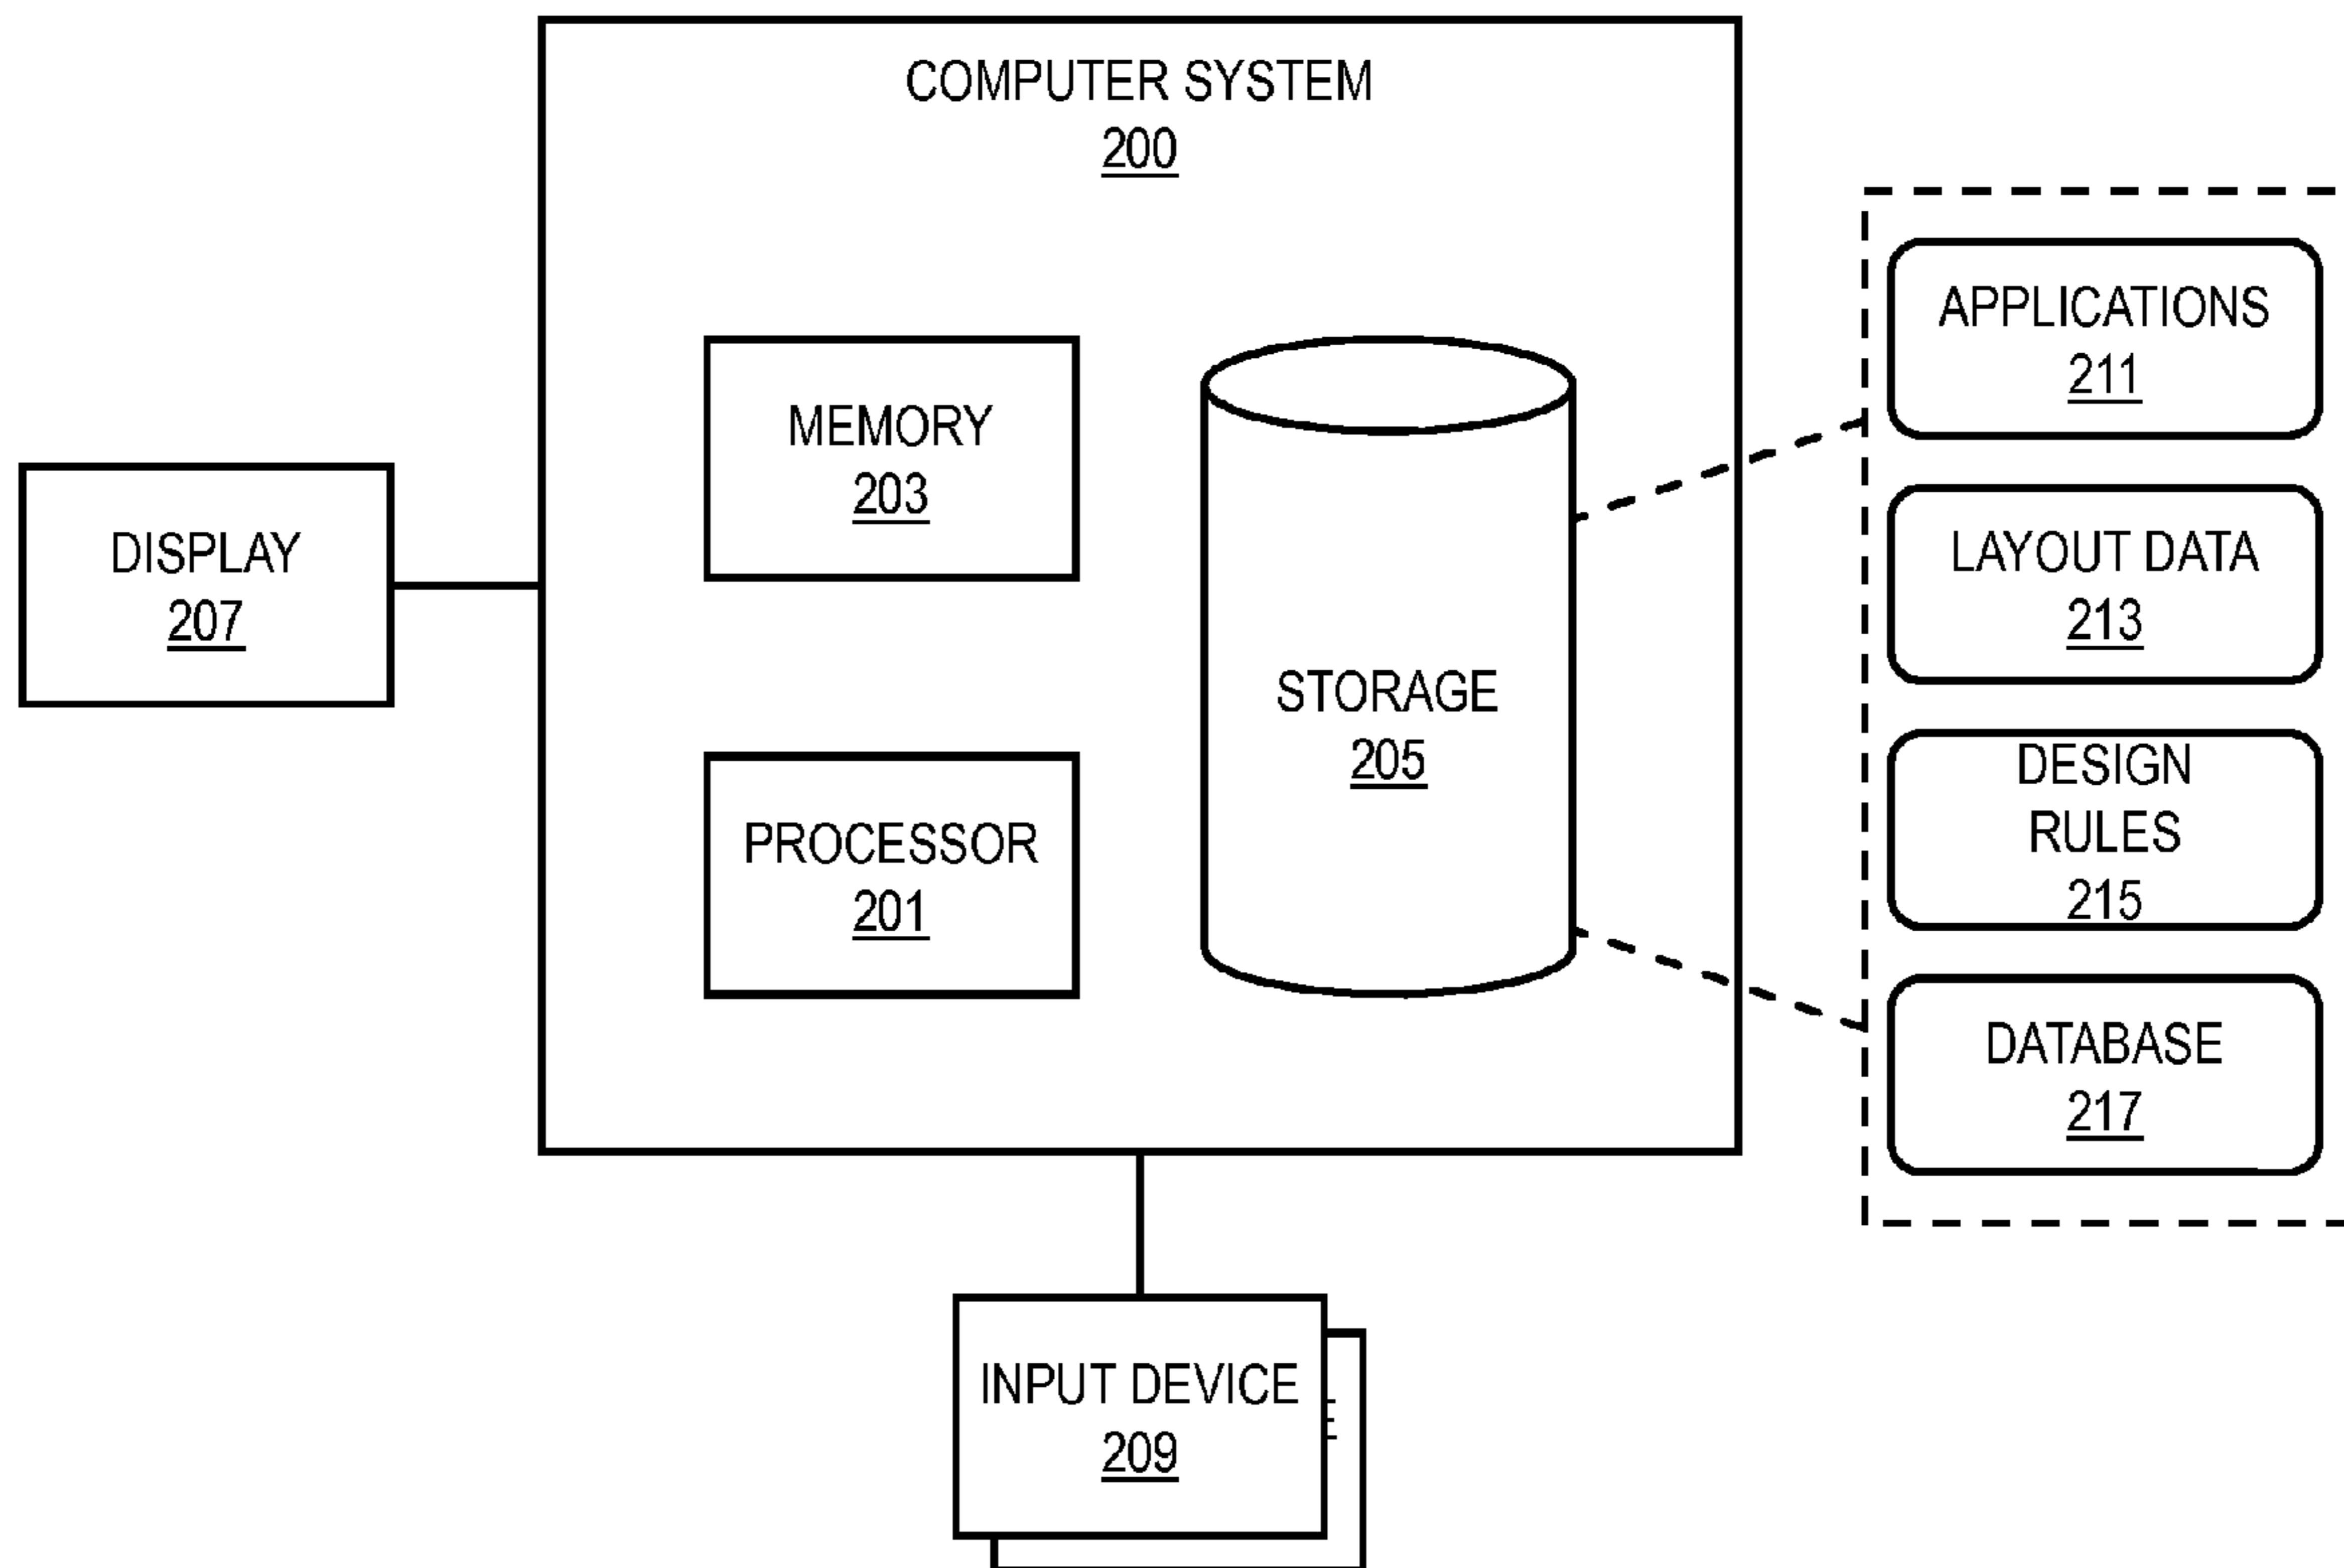 COMPUTER SYSTEM
200
MEMORY
203
PROCESSOR
201
STORAGE
205
DISPLAY
207
INPUT DEVICE
209
E
APPLICATIONS
211
LAYOUT DATA
213
DESIGN
RULES
215
DATABASE
217